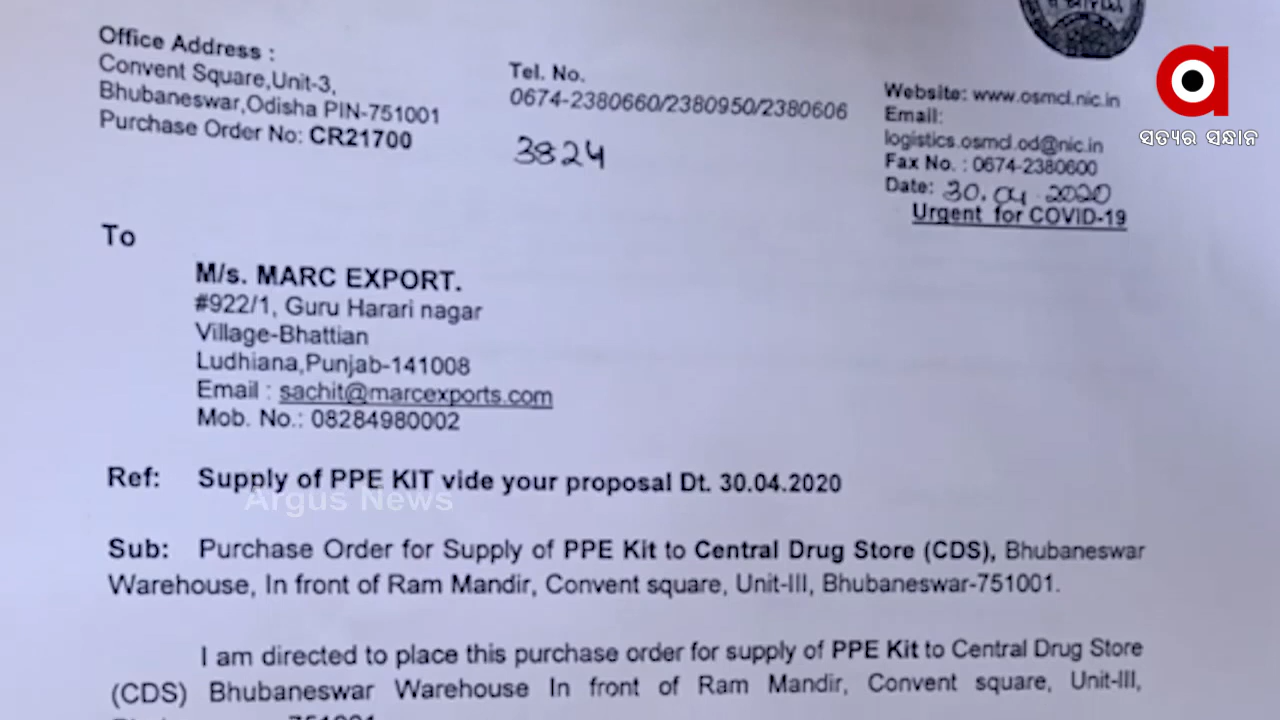 Office Address :
Convent Square,Unit-3,
Bhubaneswar,Odisha PIN-751001
Purchase Order No: CR21700
Tel. No.
0674-2380660/2380950/2380606
3824
Website: www.osmcl.nic.in
Email:
logistics.osmcl.od@nic.in
Fax No. : 0674-2380600
Date: 30.04.2020
Urgent for COVID-19
ସତ୍ୟର ସନ୍ଧାନ
To
M/s. MARC EXPORT.
#922/1, Guru Harari nagar
Village-Bhattian
Ludhiana,Punjab-141008
Email : sachit@marcexports.com
Mob. No.: 08284980002
Ref: Supply of PPE KIT vide your proposal Dt. 30.04.2020
Argus News
Sub: Purchase Order for Supply of PPE Kit to Central Drug Store (CDS), Bhubaneswar
Warehouse, In front of Ram Mandir, Convent square, Unit-III, Bhubaneswar-751001.
I am directed to place this purchase order for supply of PPE Kit to Central Drug Store
(CDS) Bhubaneswar Warehouse In front of Ram Mandir, Convent square, Unit-III,